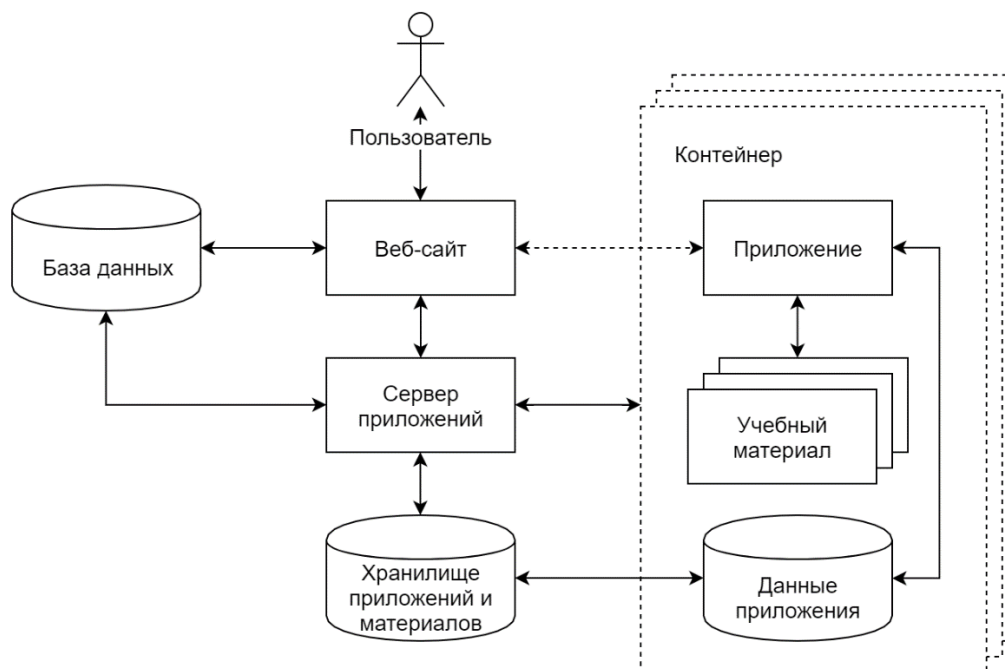 Пользователь
Контейнер
База данных
Веб-сайт
Приложение
Сервер
приложений
Учебный
материал
Хранилище
приложений и
материалов
Данные
приложения